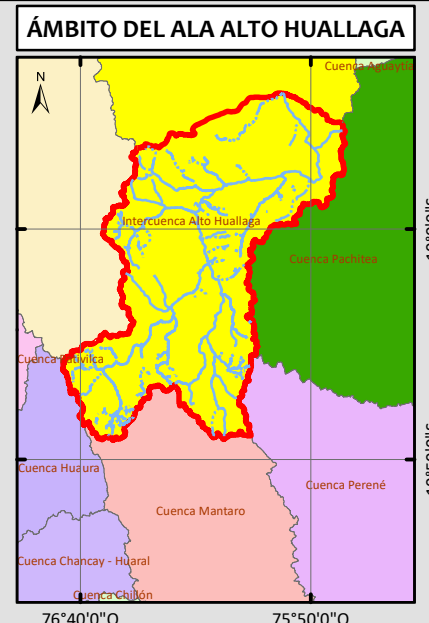 ÁMBITO DEL ALA ALTO HUALLAGA
Cuenca Aguaytia
N
Intercuenca Alto Huallaga
Cuenca Pachitea
Cuenca Pativilca
Cuenca Huaura
Cuenca Perené
Cuenca Mantaro
Cuenca Chancay - Huaral
Cuenca Chillón
76°40'0"O
75°50'0"O